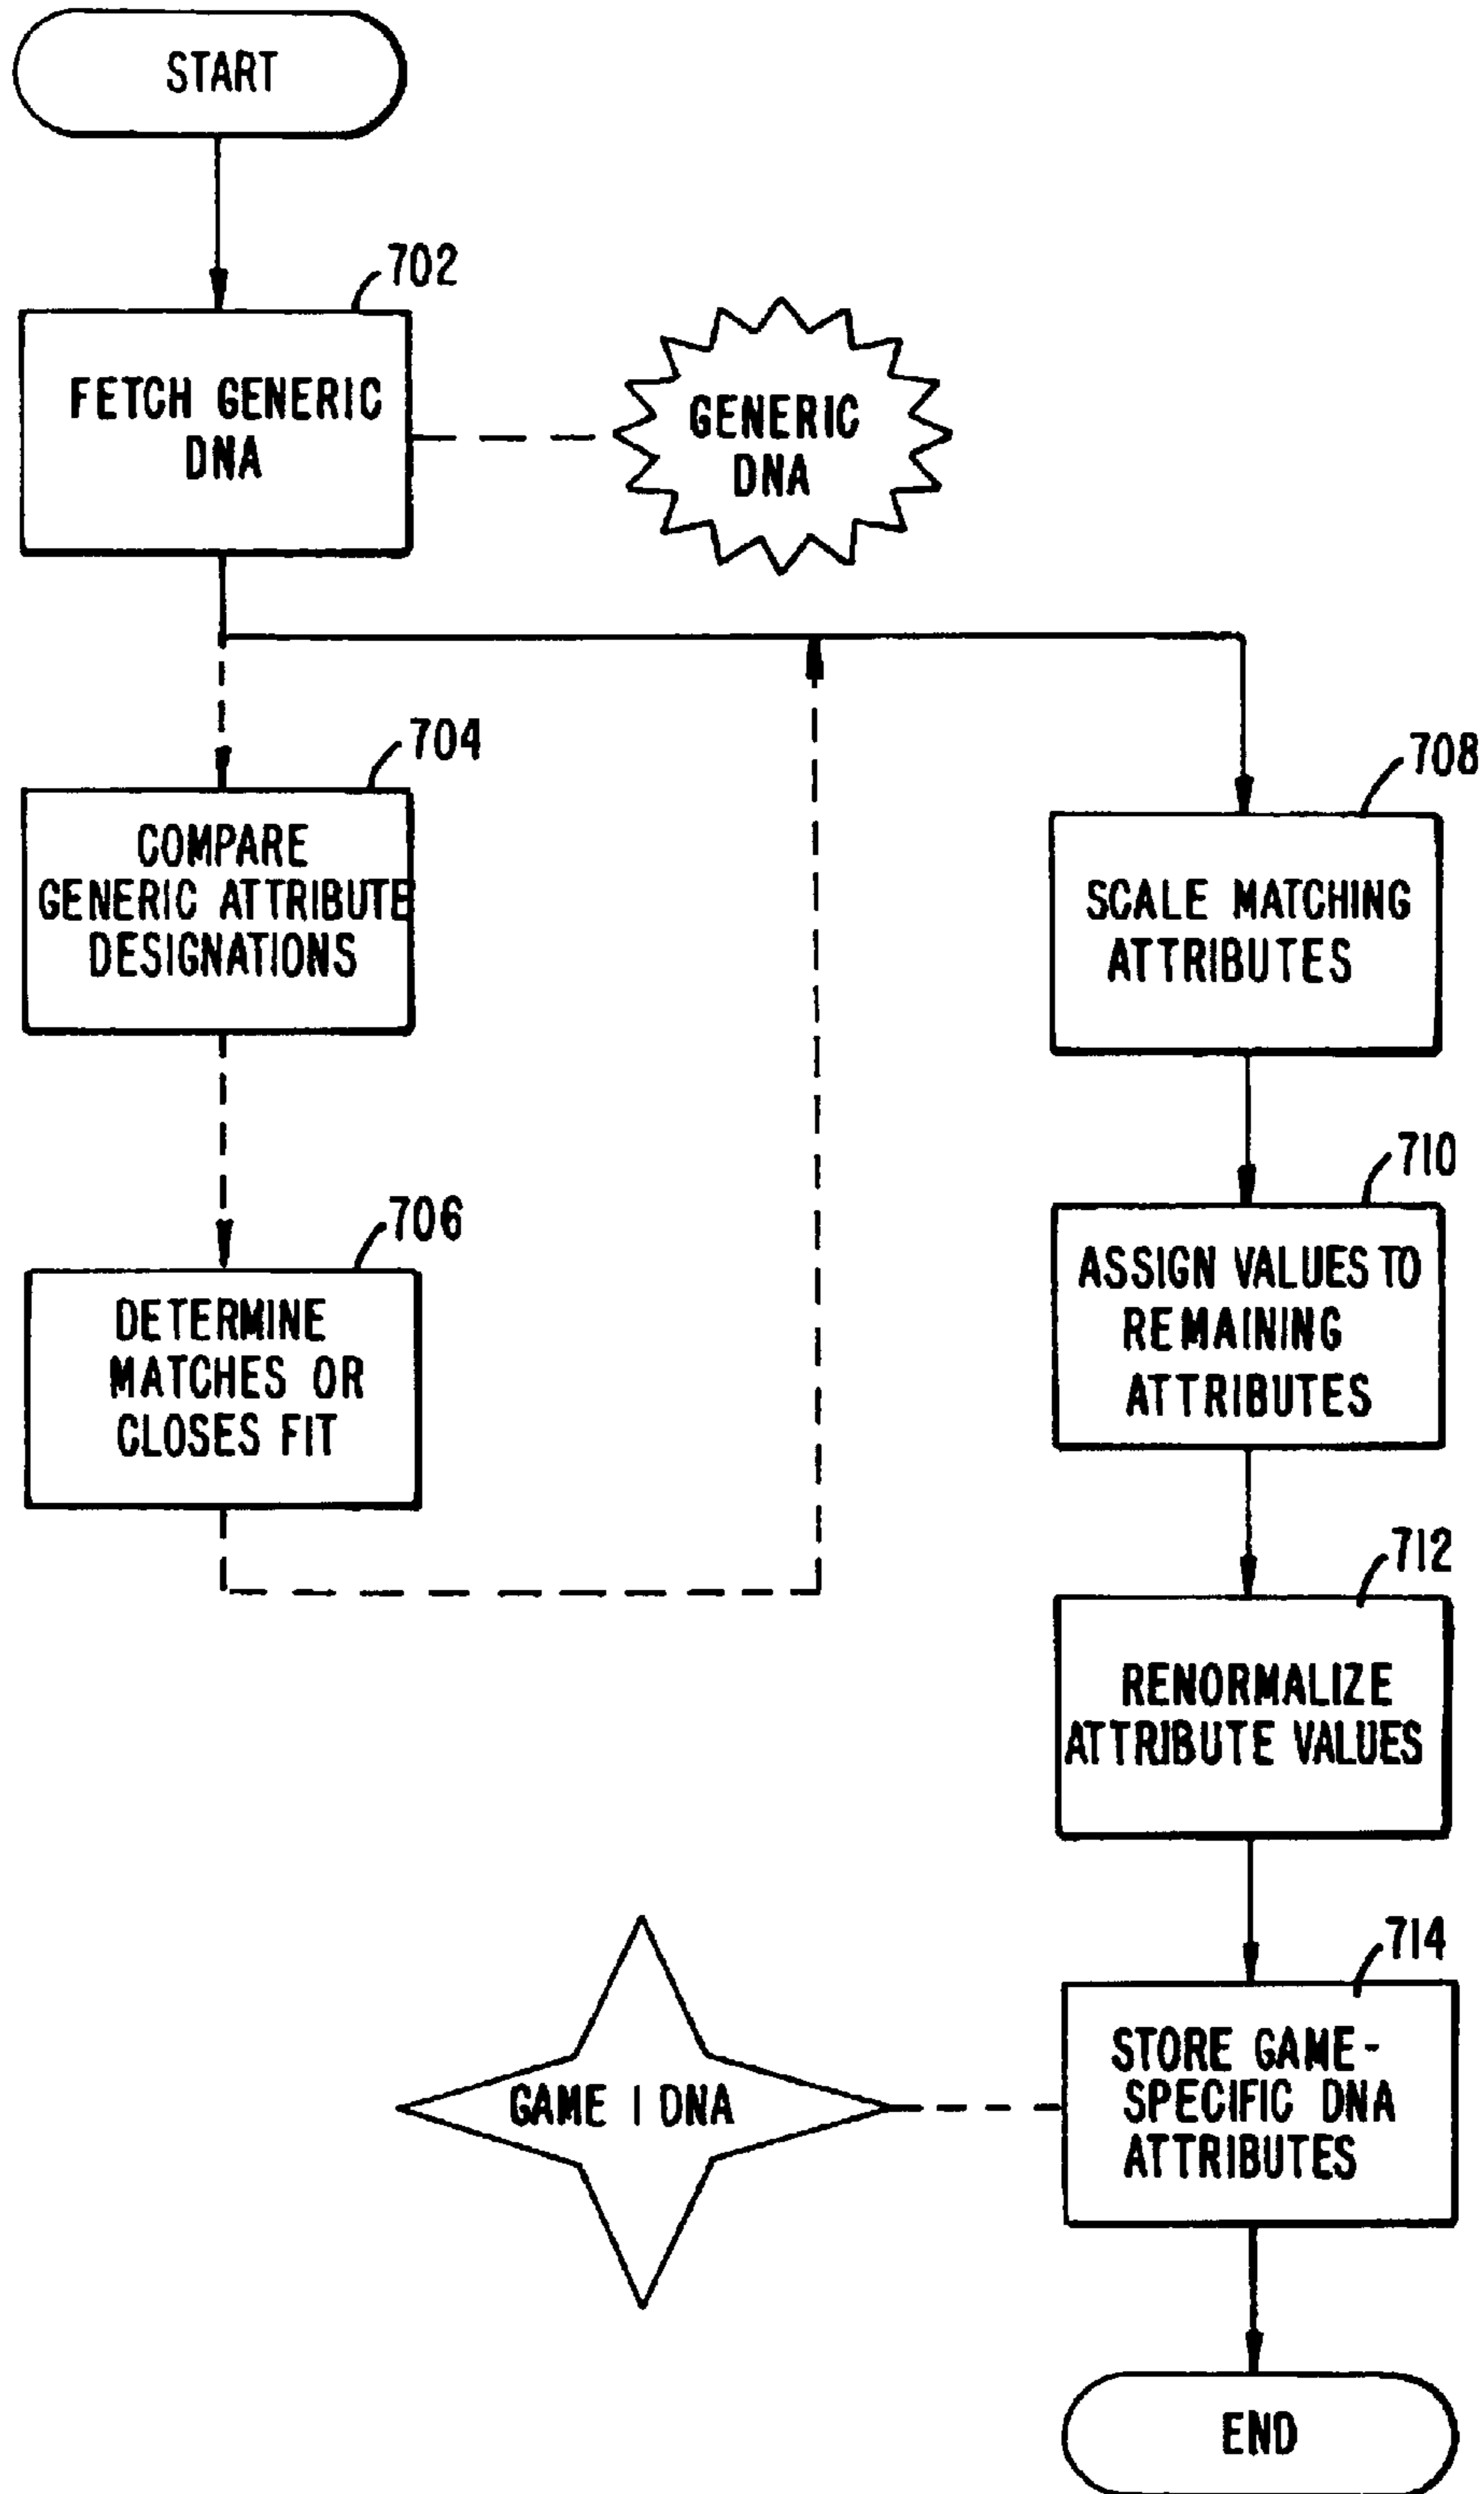 START
702
FETCH GENERIC
DNA
GENERIC
DNA
704
COMPARE
GENERIC ATTRIBUTE
DESIGNATIONS
706
DETERMINE
MATCHES OR
CLOSES FIT
708
SCALE MATCHING
ATTRIBUTES
710
ASSIGN VALUES TO
REMAINING
ATTRIBUTES
712
RENORMALIZE
ATTRIBUTE VALUES
714
STORE GAME-
SPECIFIC DNA
ATTRIBUTES
GAME 1 DNA
END